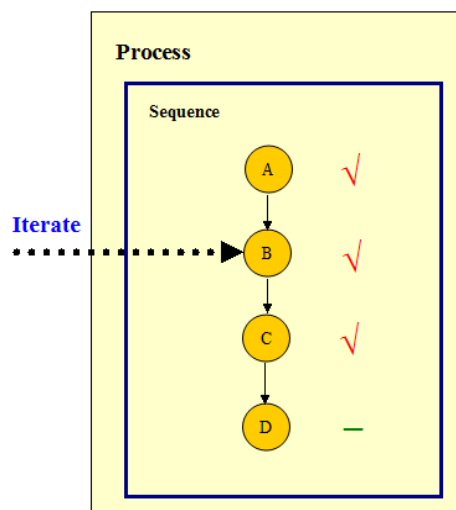 Process
Sequence
A √
Iterate
B √
C √
D –